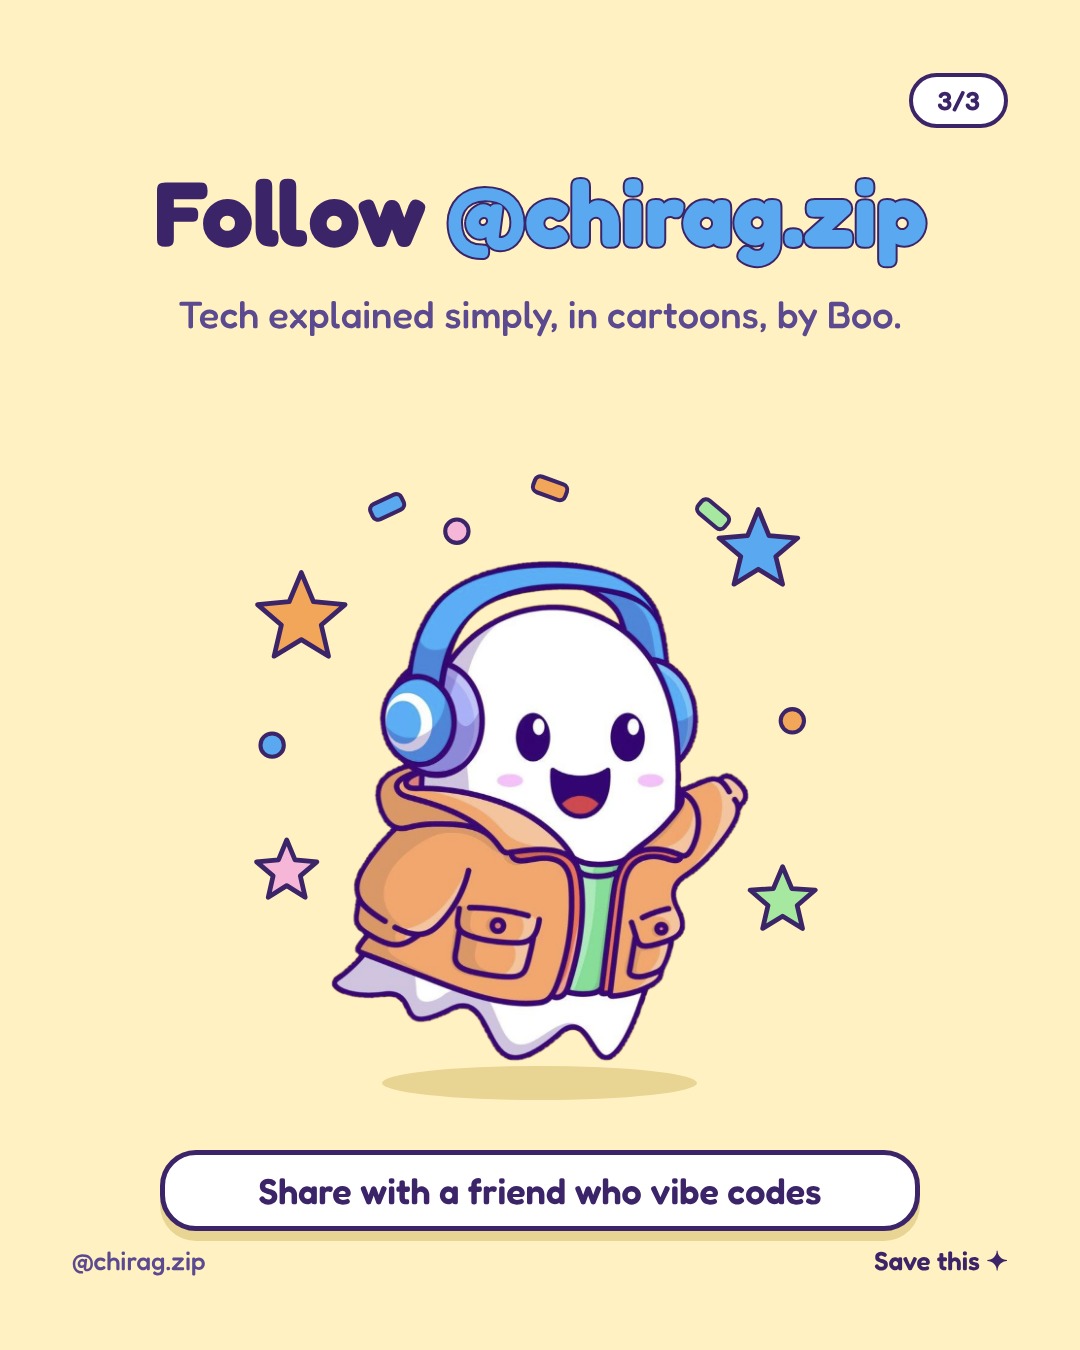 3/3
Follow @chirag.zip
Tech explained simply, in cartoons, by Boo.
Share with a friend who vibe codes
@chirag.zip
Save this ✦